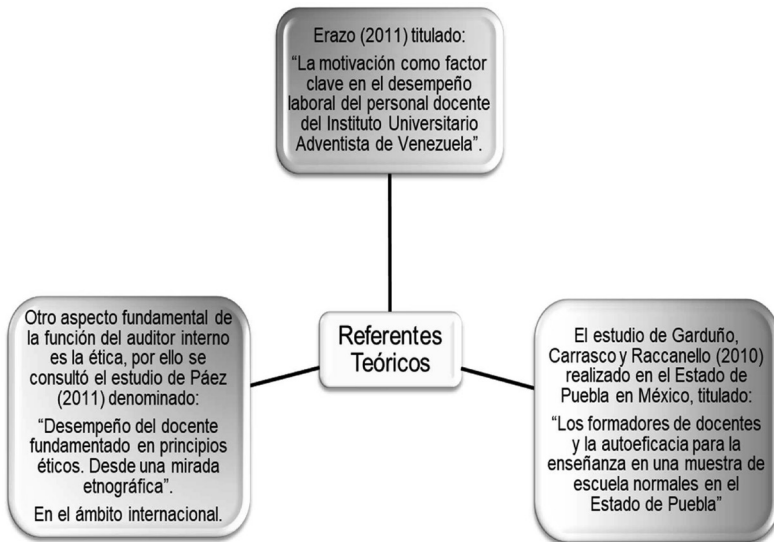 Erazo (2011) titulado:
“La motivación como factor
clave en el desempeño
laboral del personal docente
del Instituto Universitario
Adventista de Venezuela”.
Referentes
Teóricos
Otro aspecto fundamental de
la función del auditor interno
es la ética, por ello se
consultó el estudio de Páez
(2011) denominado:
“Desempeño del docente
fundamentado en principios
éticos. Desde una mirada
etnográfica”.
En el ámbito internacional.
El estudio de Garduño,
Carrasco y Raccanello (2010)
realizado en el Estado de
Puebla en México, titulado:
“Los formadores de docentes
y la autoeficacia para la
enseñanza en una muestra de
escuela normales en el
Estado de Puebla”